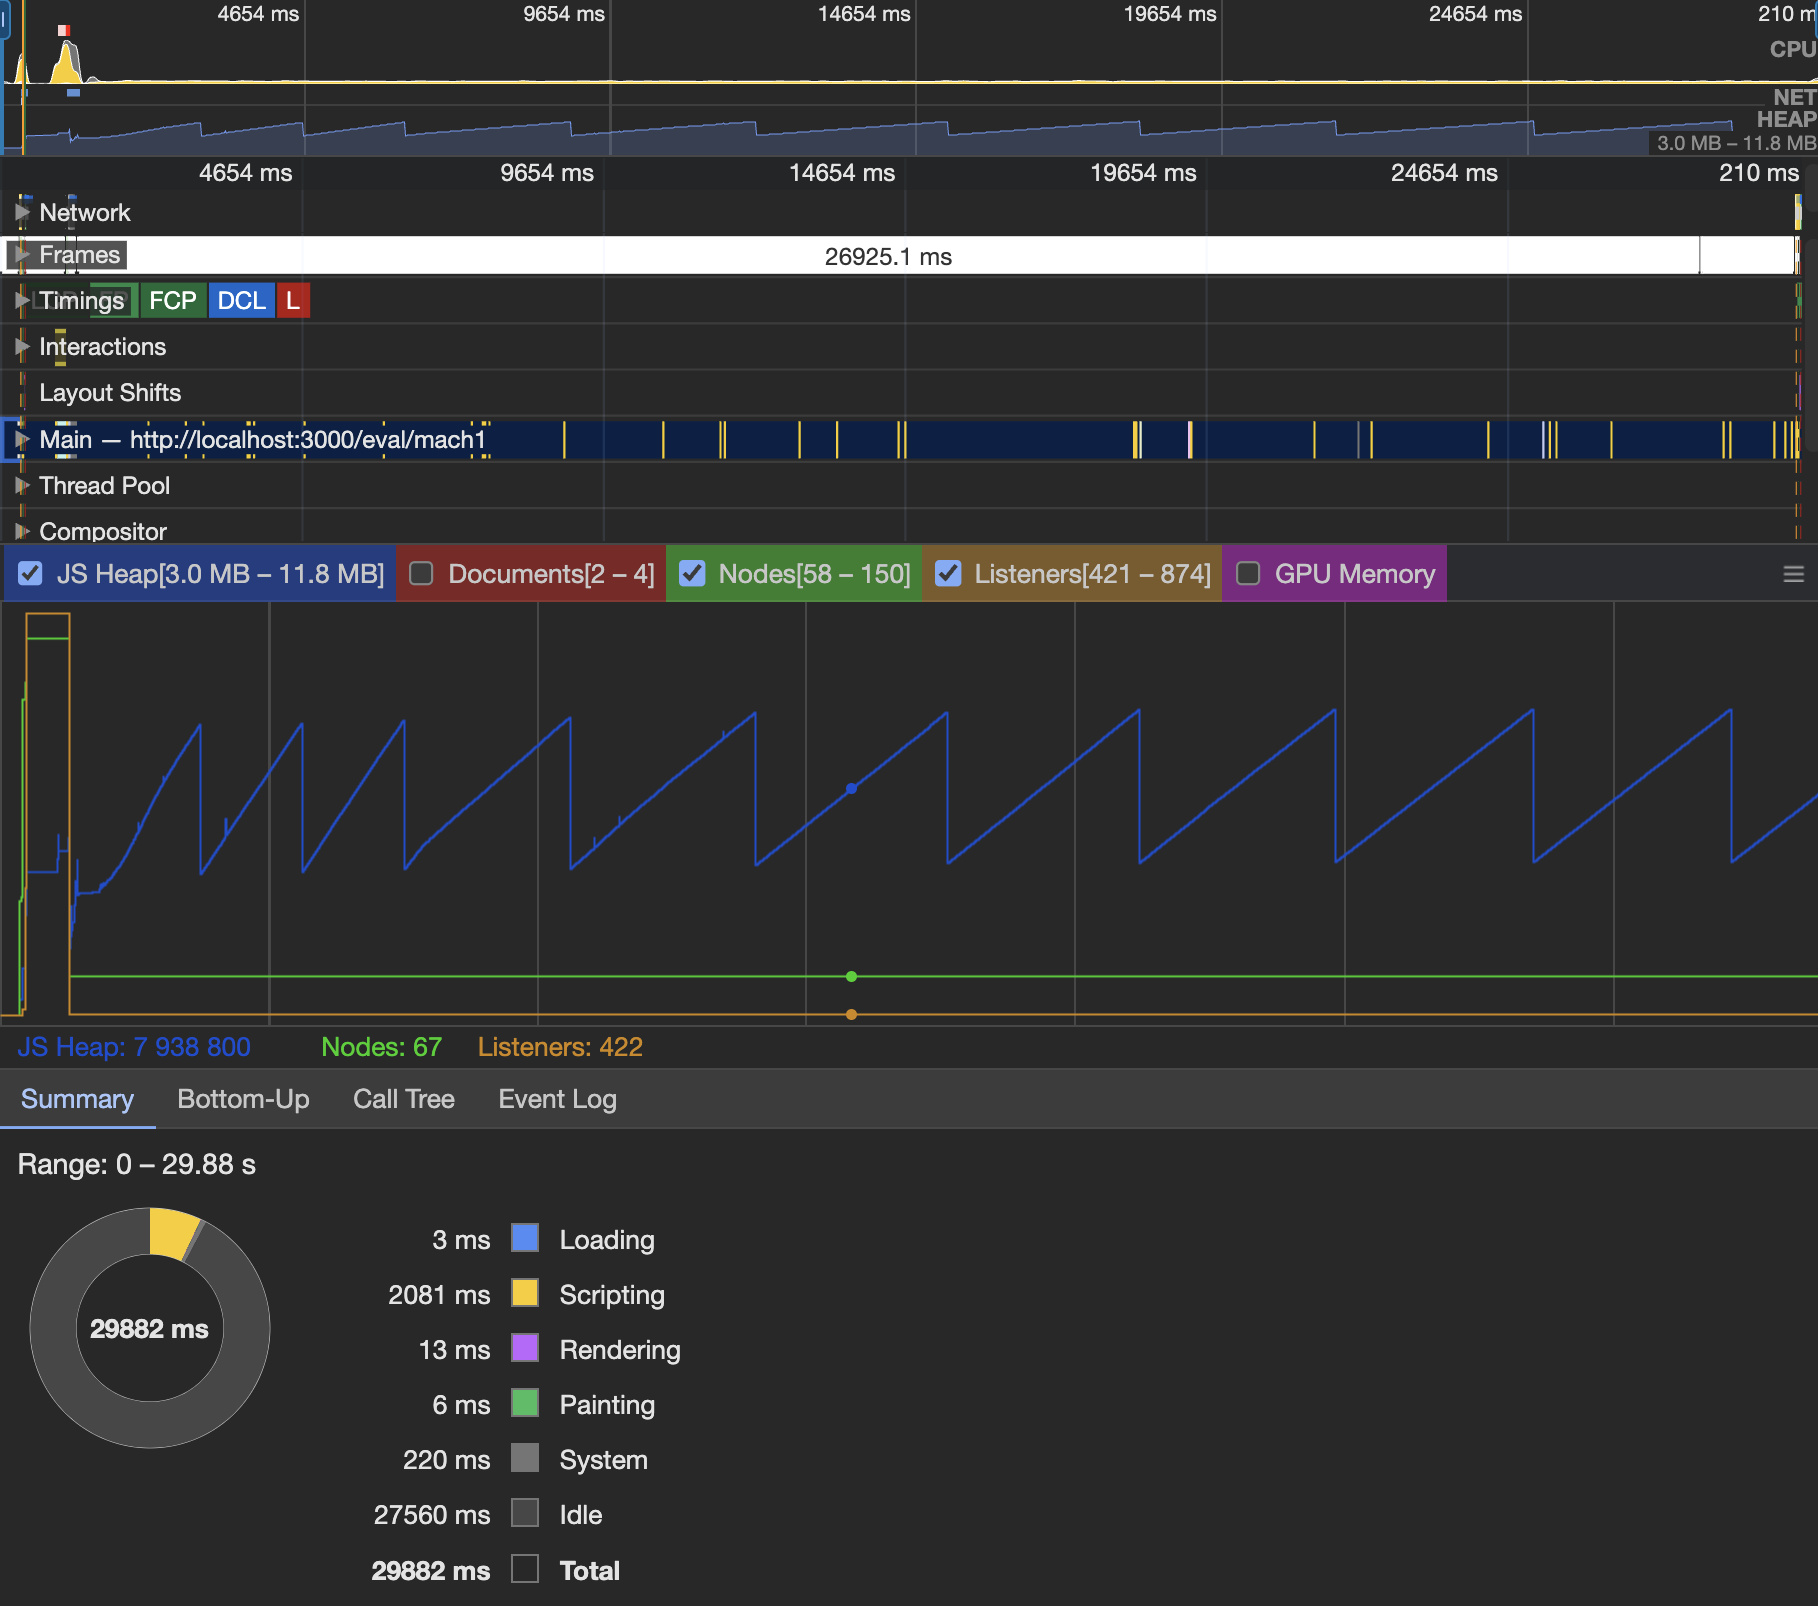 4654 ms 9654 ms 14654 ms 19654 ms 24654 ms 210 m
CPU
NET
HEAP
3.0 MB – 11.8 MB
4654 ms 9654 ms 14654 ms 19654 ms 24654 ms 210 ms
Network
Frames 26925.1 ms
Timings FCP DCL L
Interactions
Layout Shifts
Main — http://localhost:3000/eval/mach1
Thread Pool
Compositor
JS Heap[3.0 MB – 11.8 MB] Documents[2 – 4] Nodes[58 – 150] Listeners[421 – 874] GPU Memory
JS Heap: 7 938 800 Nodes: 67 Listeners: 422
Summary Bottom-Up Call Tree Event Log
Range: 0 – 29.88 s
29882 ms
3 ms Loading
2081 ms Scripting
13 ms Rendering
6 ms Painting
220 ms System
27560 ms Idle
29882 ms Total